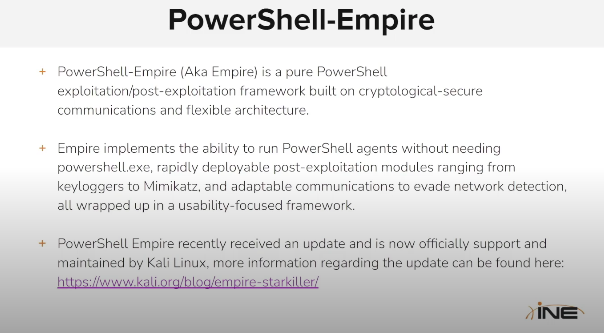 PowerShell-Empire
+ PowerShell-Empire (Aka Empire) is a pure PowerShell
exploitation/post-exploitation framework built on cryptological-secure
communications and flexible architecture.
+ Empire implements the ability to run PowerShell agents without needing
powershell.exe, rapidly deployable post-exploitation modules ranging from
keyloggers to Mimikatz, and adaptable communications to evade network detection,
all wrapped up in a usability-focused framework.
+ PowerShell Empire recently received an update and is now officially support and
maintained by Kali Linux, more information regarding the update can be found here:
https://www.kali.org/blog/empire-starkiller/
iNE